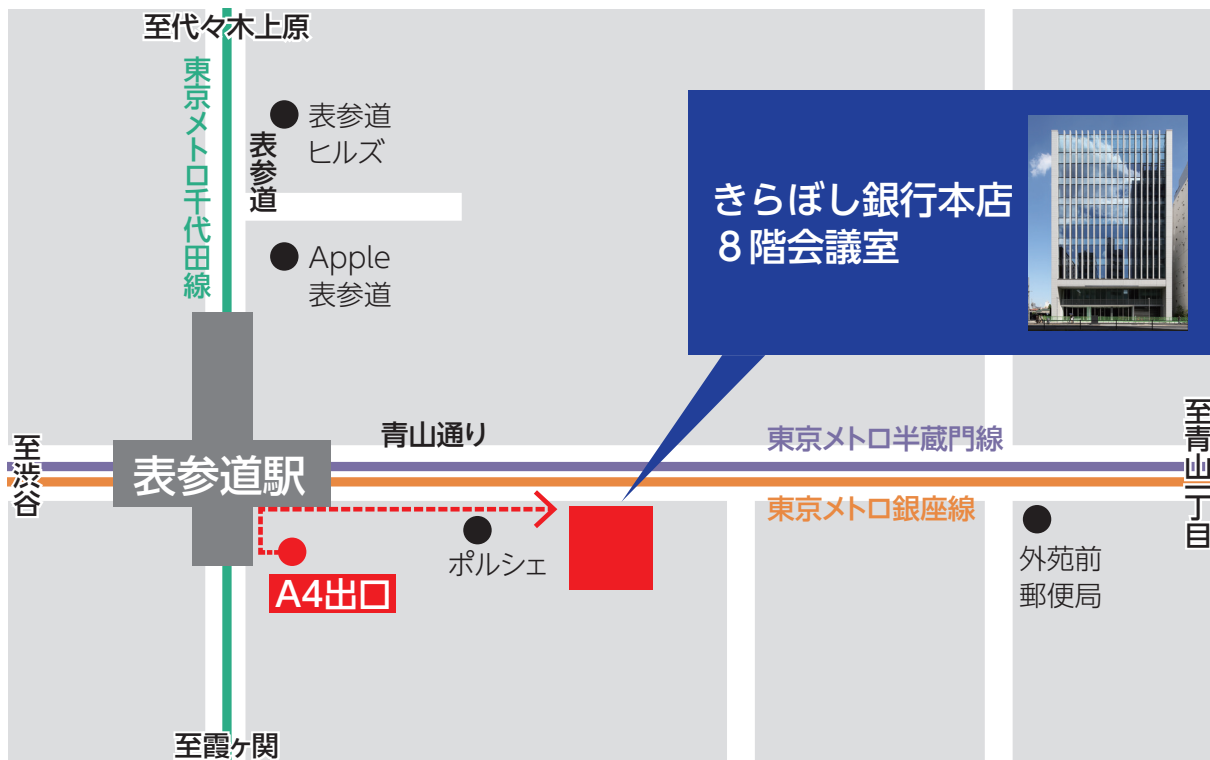 至代々木上原
東京メトロ千代田線
表参道
ヒルズ
表参道
Apple
表参道
きらぼし銀行本店
8階会議室
青山通り
東京メトロ半蔵門線
至青山一丁目
至渋谷
表参道駅
東京メトロ銀座線
ポルシェ
A4出口
外苑前
郵便局
至霞ヶ関